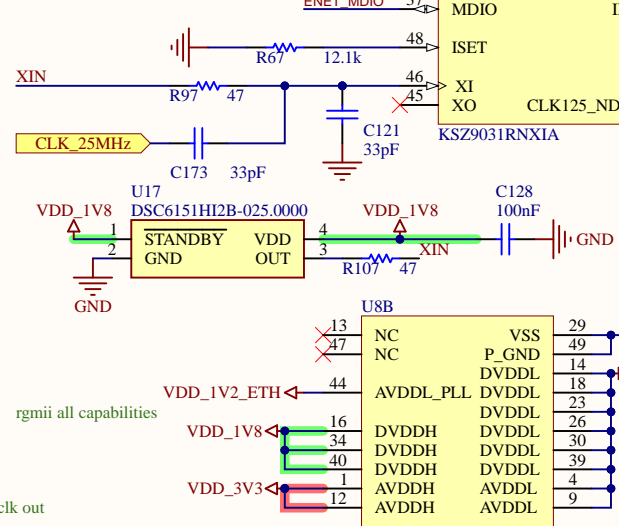 ENET_MDIO 37 MDIO
R67 12.1k 48 ISET
XIN R97 47 46 XI
45 XO CLK125_ND
KSZ9031RNXIA
C121
33pF
CLK_25MHz
C173 33pF
U17
DSC6151HI2B-025.0000
VDD_1V8 VDD_1V8
C128
100nF
1 STANDBY VDD 4
2 GND OUT 3
XIN
R107 47
GND
GND
U8B
13 NC VSS 29
47 NC P_GND 49
DVDDL 14
VDD_1V2_ETH 44 AVDDL_PLL DVDDL 18
DVDDL 23
rgmii all capabilities
VDD_1V8 16 DVDDH DVDDL 26
34 DVDDH DVDDL 30
40 DVDDH DVDDL 39
VDD_3V3 1 AVDDH AVDDL 4
12 AVDDH AVDDL 9
clk out